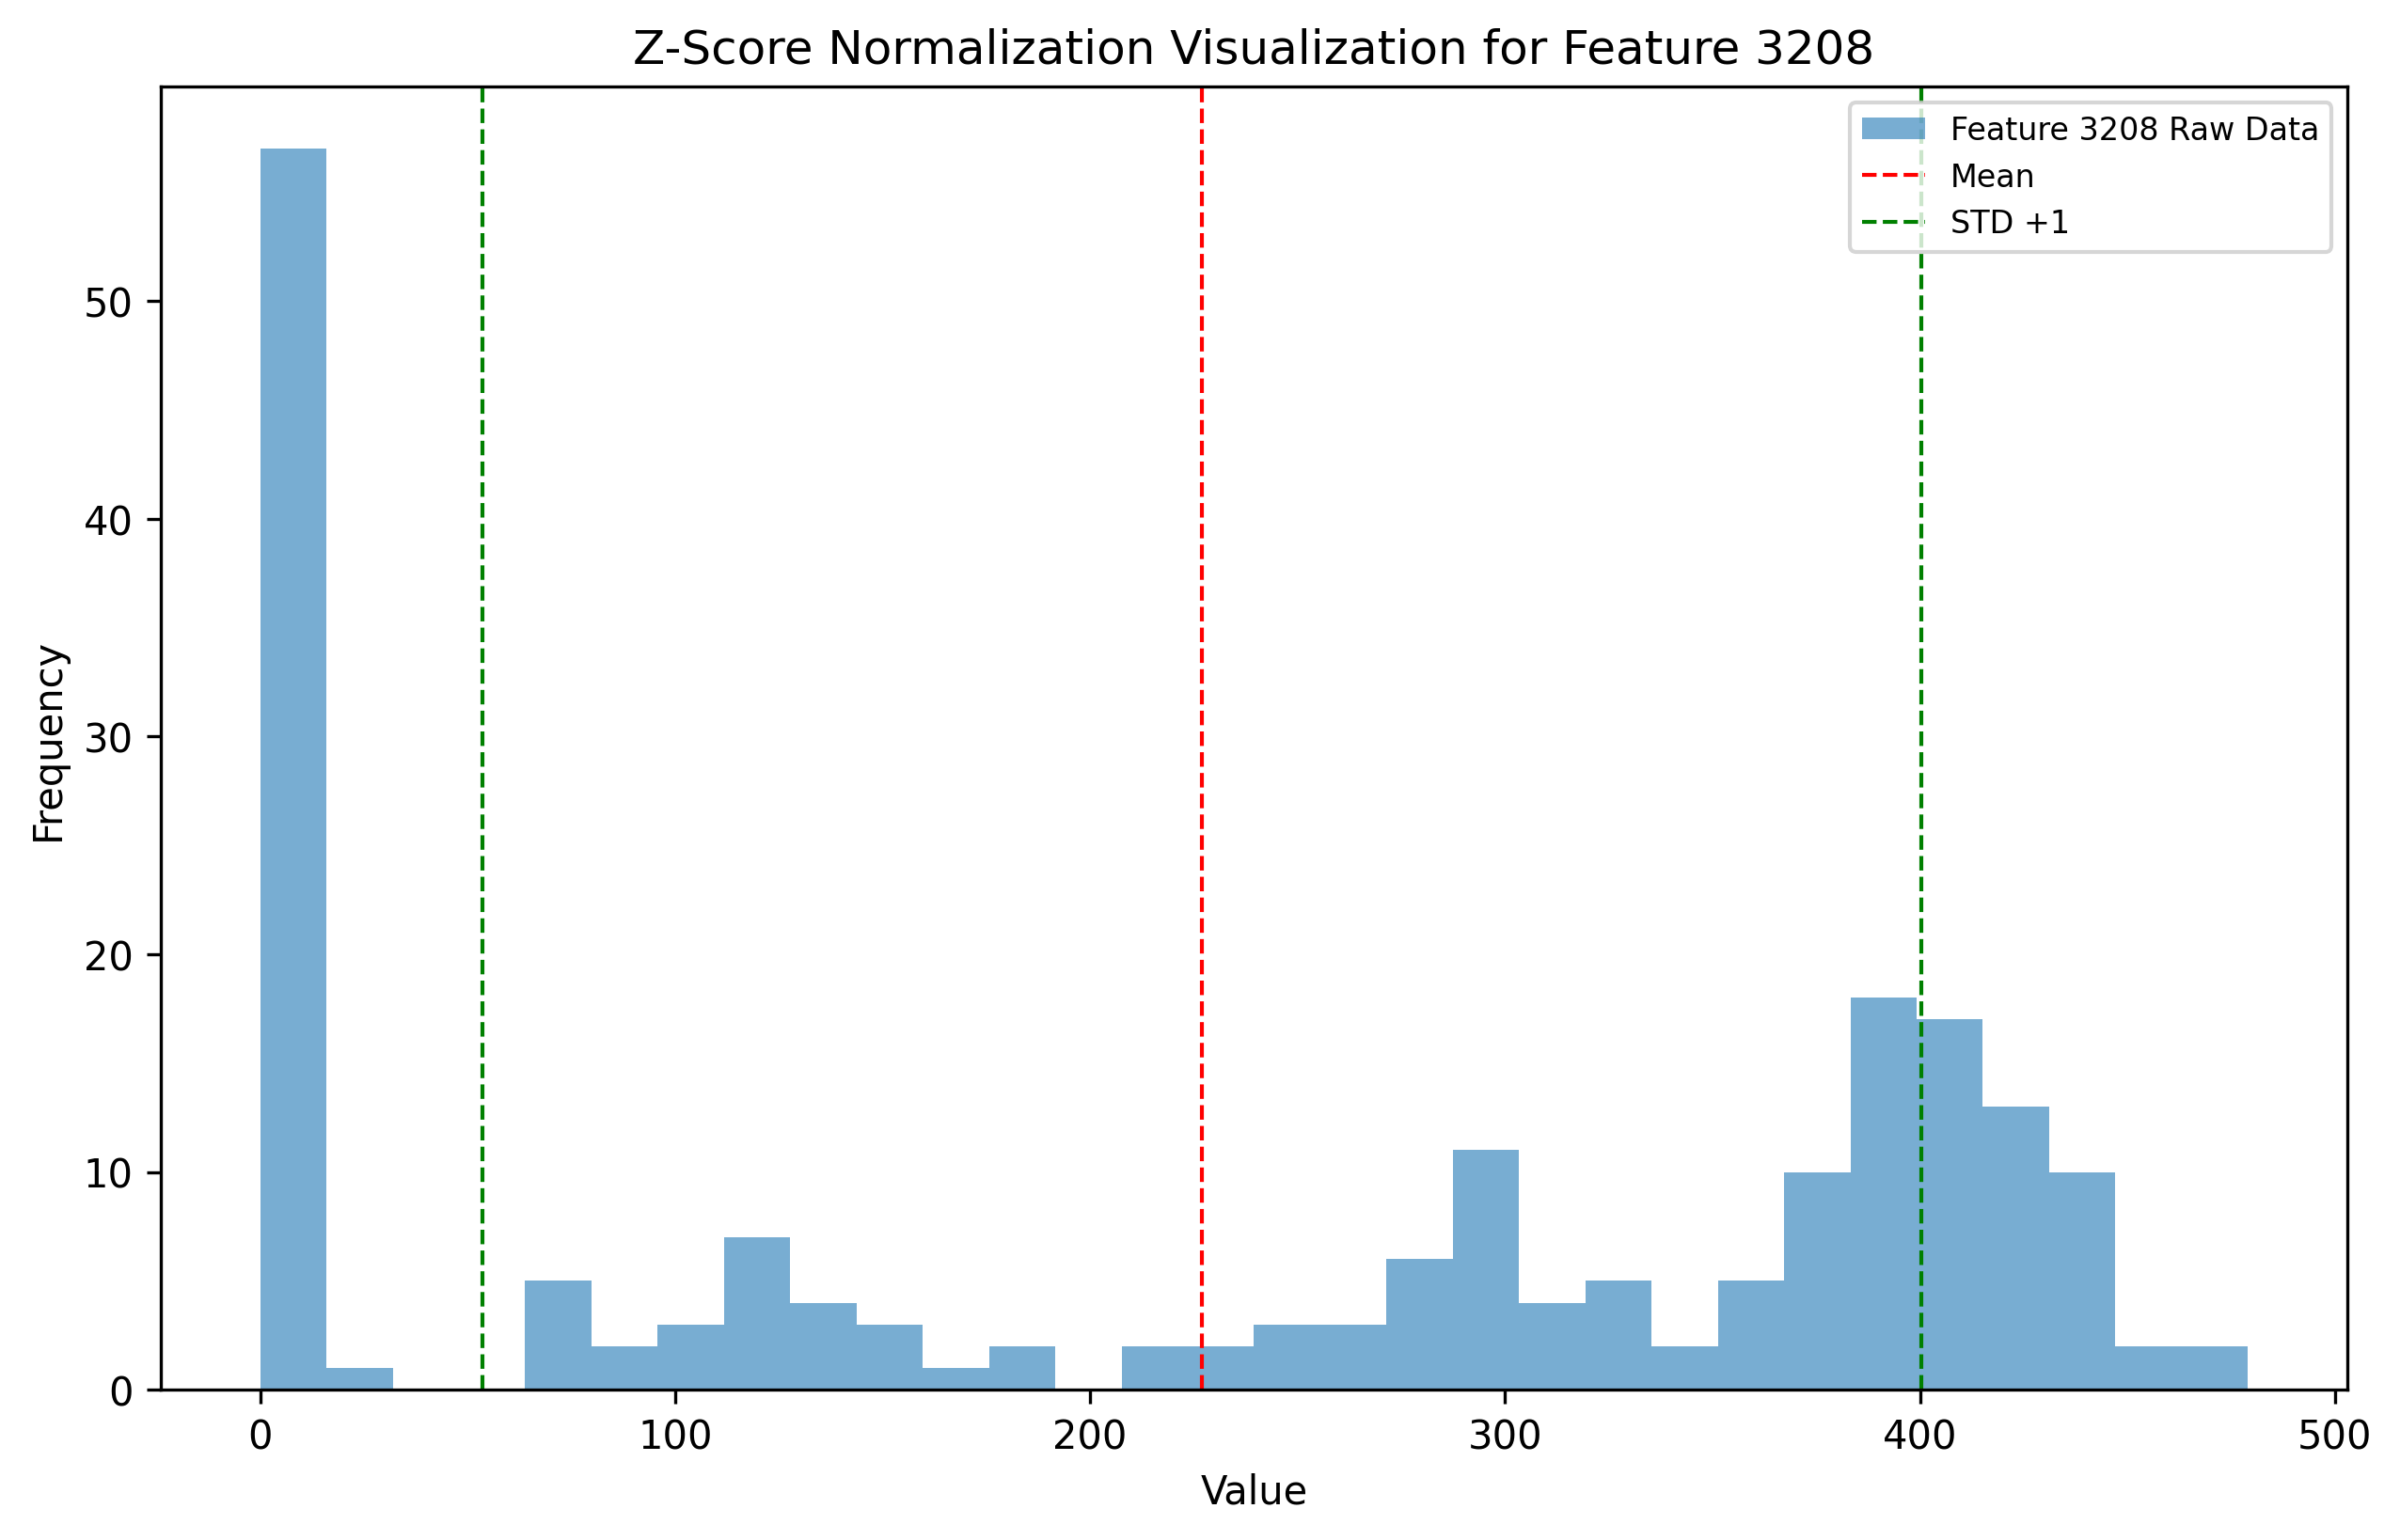 Z-Score Normalization Visualization for Feature 3208
Feature 3208 Raw Data
Mean
STD +1
Frequency
50
40
30
20
10
0
0 100 200 300 400 500
Value